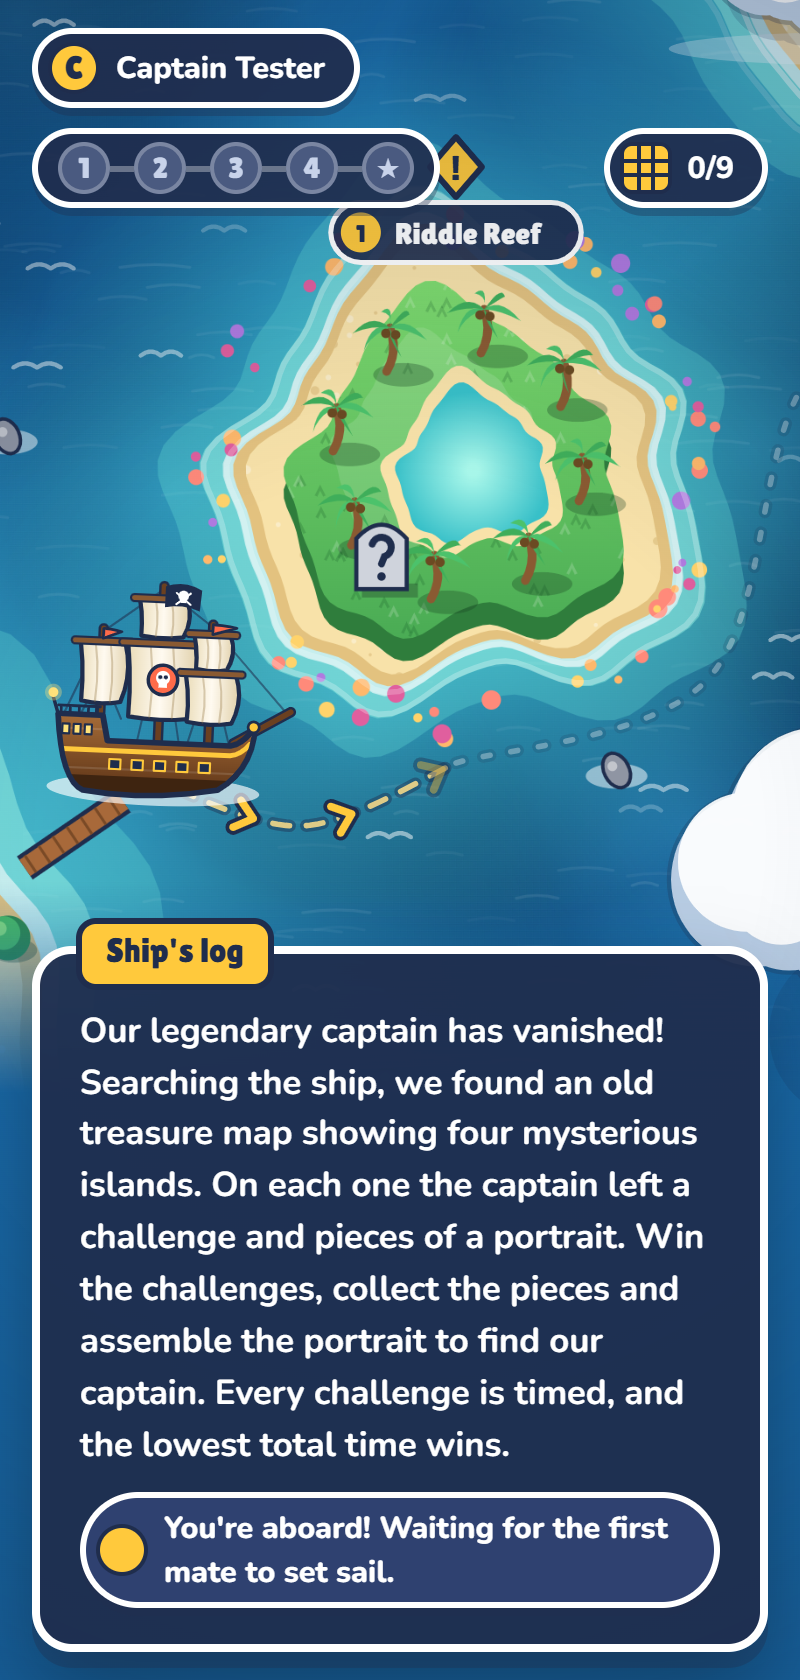 C Captain Tester
1 2 3 4 ★ ! 0/9
1 Riddle Reef
?
Ship's log
Our legendary captain has vanished!
Searching the ship, we found an old
treasure map showing four mysterious
islands. On each one the captain left a
challenge and pieces of a portrait. Win
the challenges, collect the pieces and
assemble the portrait to find our
captain. Every challenge is timed, and
the lowest total time wins.
You're aboard! Waiting for the first
mate to set sail.